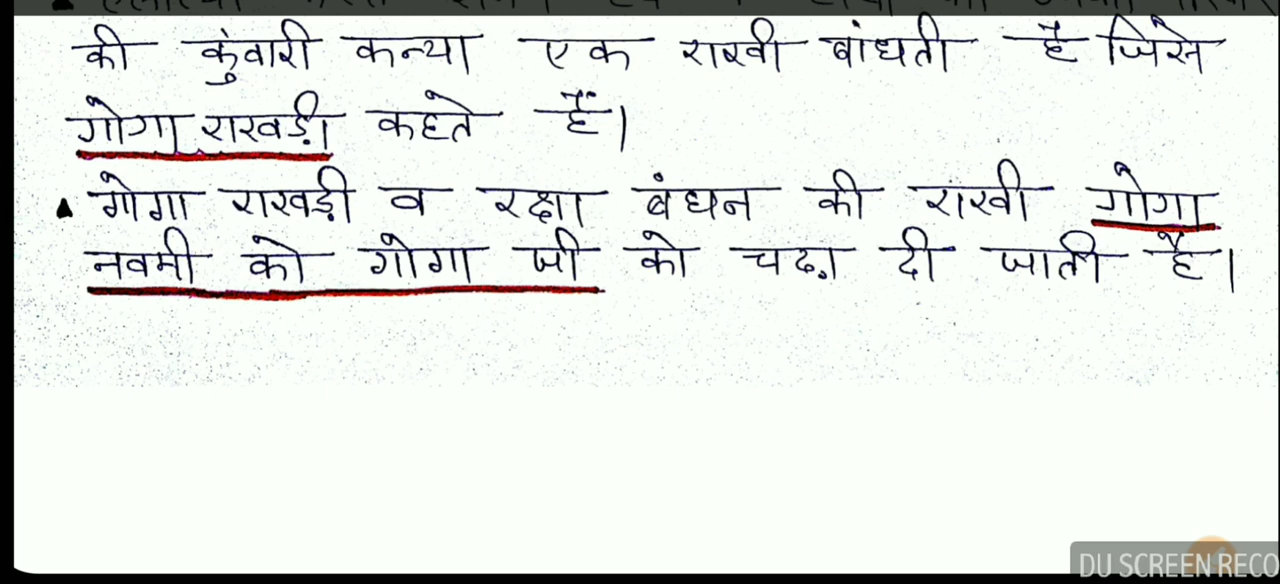 की कुंवारी कन्या एक राखी बांधती है जिसे
गोगा राखड़ी कहते हैं।
▲ गोगा राखड़ी व रक्षा बंधन की राखी गोगा
नवमी को गोगा जी को चढ़ा दी जाती है।
DU SCREEN RECO